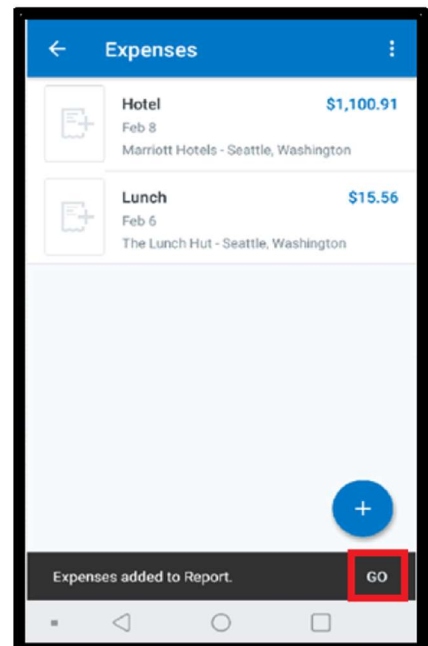 Expenses
Hotel $1,100.91
Feb 8
Marriott Hotels - Seattle, Washington
Lunch $15.56
Feb 6
The Lunch Hut - Seattle, Washington
+
Expenses added to Report. GO